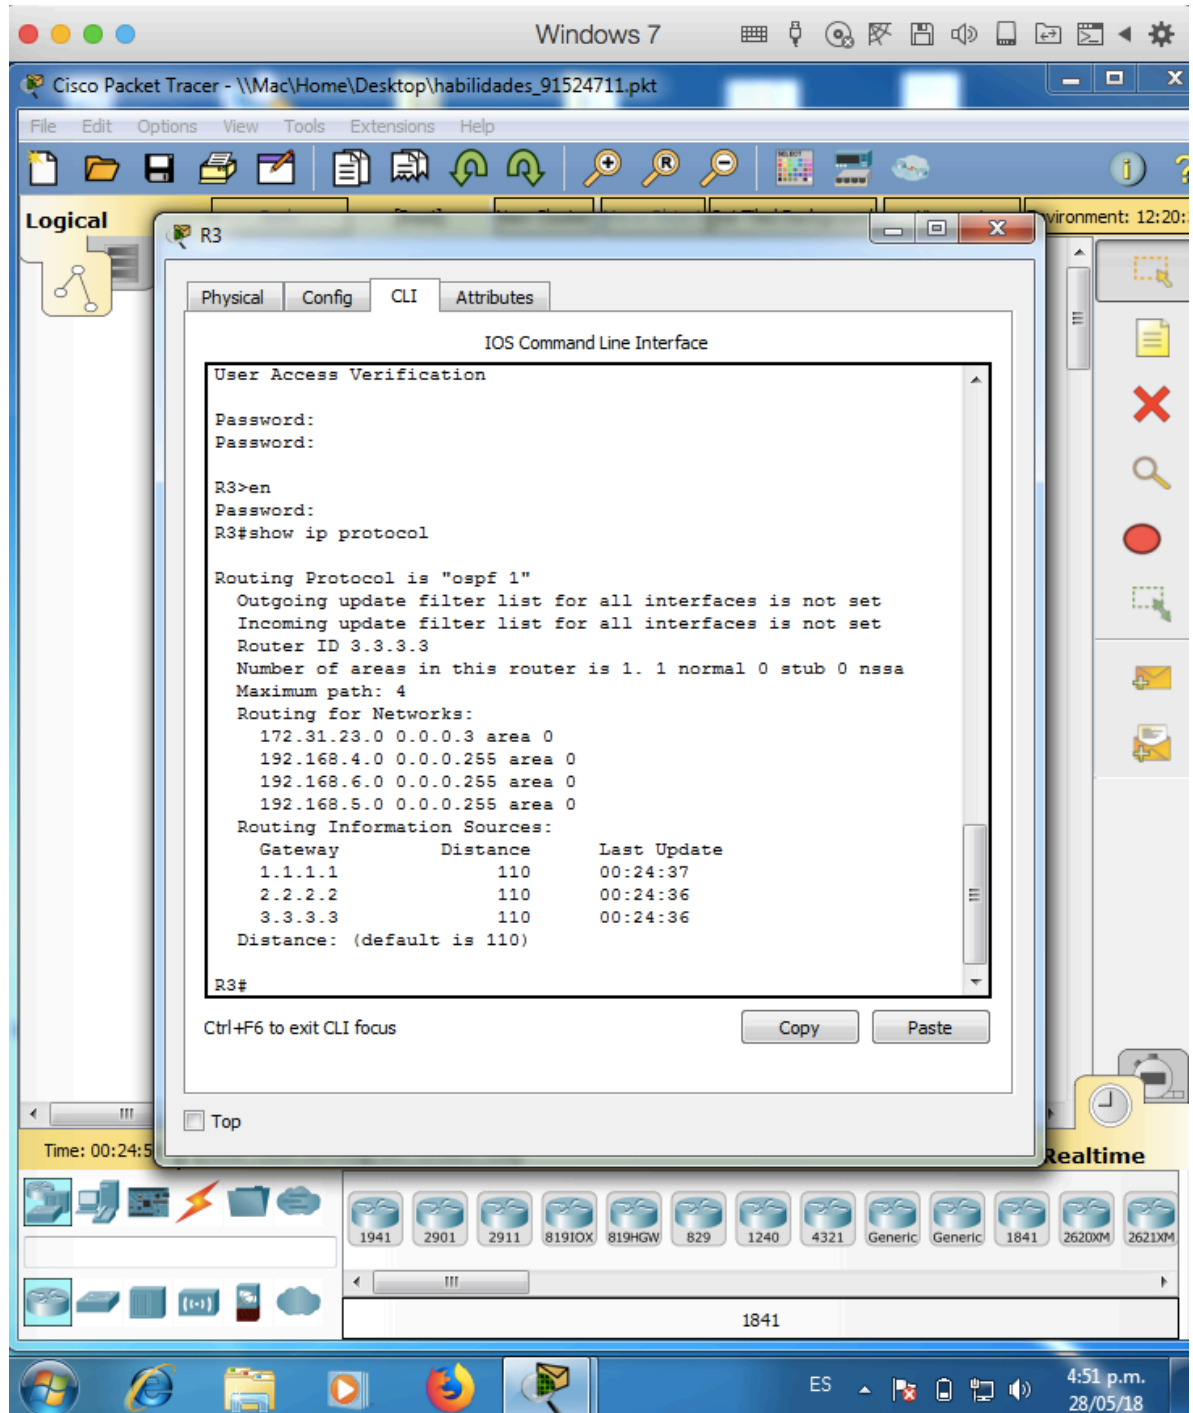 Windows 7
Cisco Packet Tracer - \\Mac\Home\Desktop\habilidades_91524711.pkt
File Edit Options View Tools Extensions Help
Logical
vironment: 12:20:
R3
Physical Config CLI Attributes
IOS Command Line Interface
User Access Verification
Password:
Password:
R3>en
Password:
R3#show ip protocol
Routing Protocol is "ospf 1"
Outgoing update filter list for all interfaces is not set
Incoming update filter list for all interfaces is not set
Router ID 3.3.3.3
Number of areas in this router is 1. 1 normal 0 stub 0 nssa
Maximum path: 4
Routing for Networks:
172.31.23.0 0.0.0.3 area 0
192.168.4.0 0.0.0.255 area 0
192.168.6.0 0.0.0.255 area 0
192.168.5.0 0.0.0.255 area 0
Routing Information Sources:
Gateway Distance Last Update
1.1.1.1 110 00:24:37
2.2.2.2 110 00:24:36
3.3.3.3 110 00:24:36
Distance: (default is 110)
R3#
Ctrl+F6 to exit CLI focus
Copy Paste
Top
Time: 00:24:5
Realtime
1941 2901 2911 819IOX 819HGW 829 1240 4321 Generic Generic 1841 2620XM 2621XM
1841
ES
4:51 p.m.
28/05/18